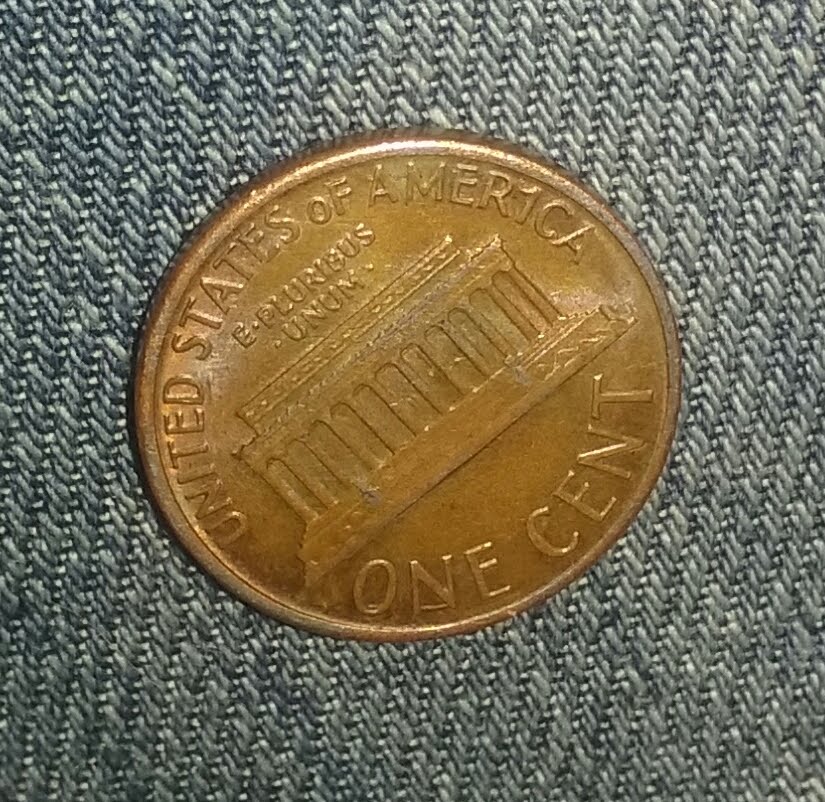 UNITED STATES OF AMERICA
E·PLURIBUS
·UNUM·
ONE CENT